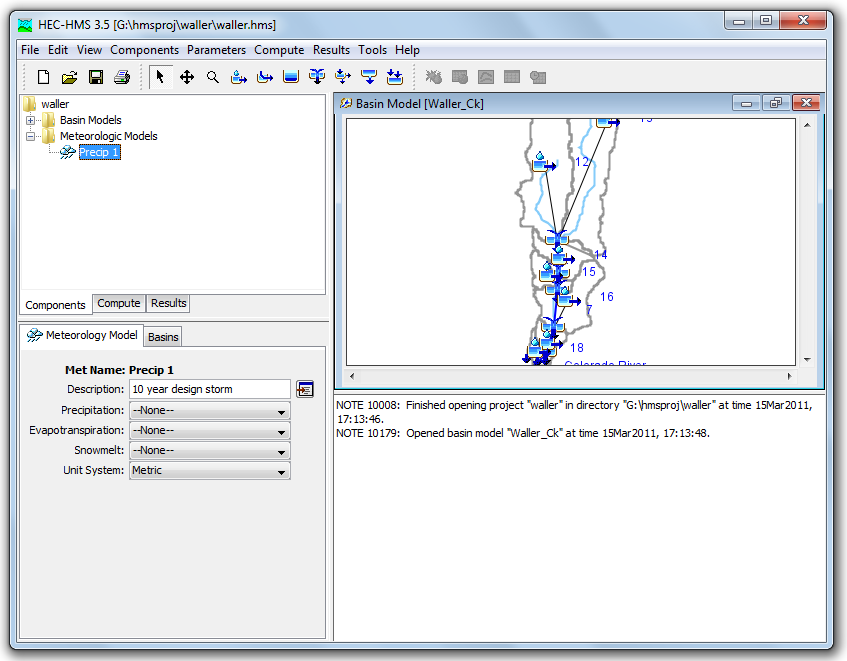 HEC-HMS 3.5 [G:\hmsproj\waller\waller.hms]
File Edit View Components Parameters Compute Results Tools Help
waller
Basin Models
Meteorologic Models
Precip 1
Components Compute Results
Meteorology Model Basins
Met Name: Precip 1
Description: 10 year design storm
Precipitation: --None--
Evapotranspiration: --None--
Snowmelt: --None--
Unit System: Metric
Basin Model [Waller_Ck]
12
14
15
16
7
18
Colorado River
NOTE 10008: Finished opening project "waller" in directory "G:\hmsproj\waller" at time 15Mar2011,
17:13:46.
NOTE 10179: Opened basin model "Waller_Ck" at time 15Mar2011, 17:13:48.